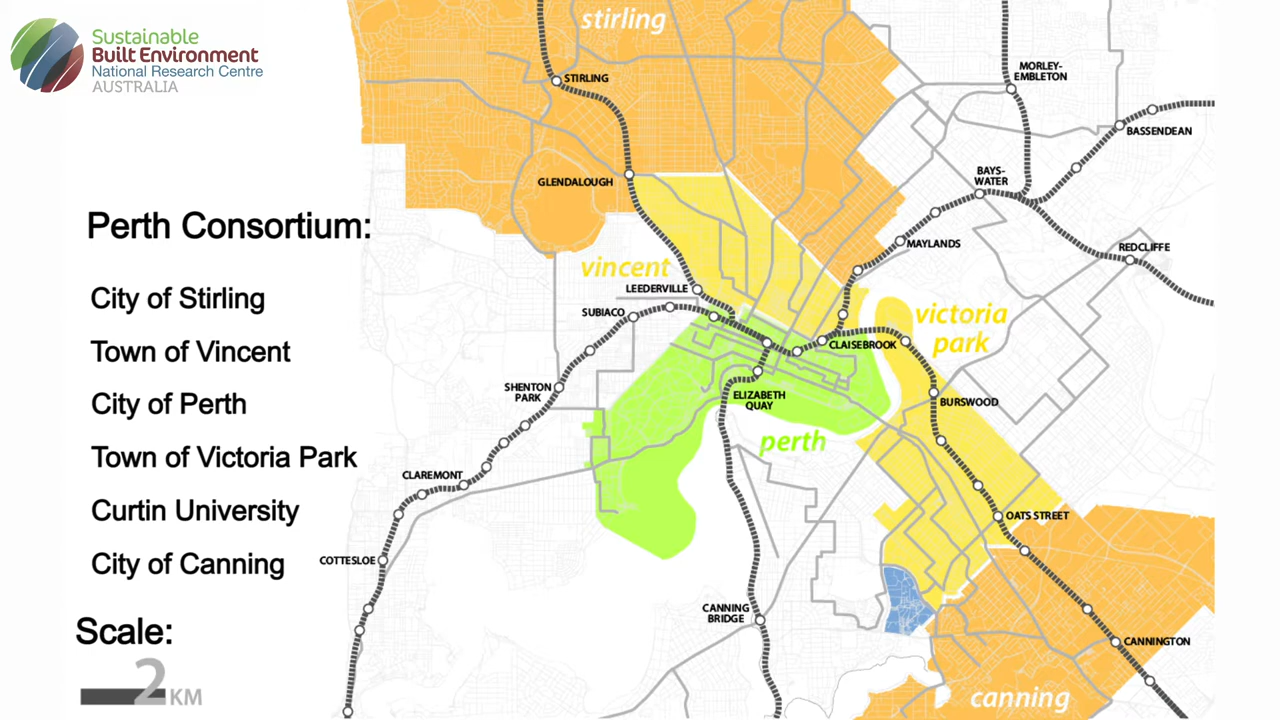 Sustainable
Built Environment
National Research Centre
AUSTRALIA
stirling
STIRLING
MORLEY-
EMBLETON
BASSENDEAN
GLENDALOUGH
BAYS-
WATER
Perth Consortium:
MAYLANDS
REDCLIFFE
vincent
LEEDERVILLE
City of Stirling
SUBIACO
victoria
park
CLAISEBROOK
Town of Vincent
SHENTON
PARK
ELIZABETH
QUAY
BURSWOOD
City of Perth
perth
Town of Victoria Park
CLAREMONT
Curtin University
OATS STREET
City of Canning
COTTESLOE
CANNING
BRIDGE
Scale:
CANNINGTON
2 KM
canning